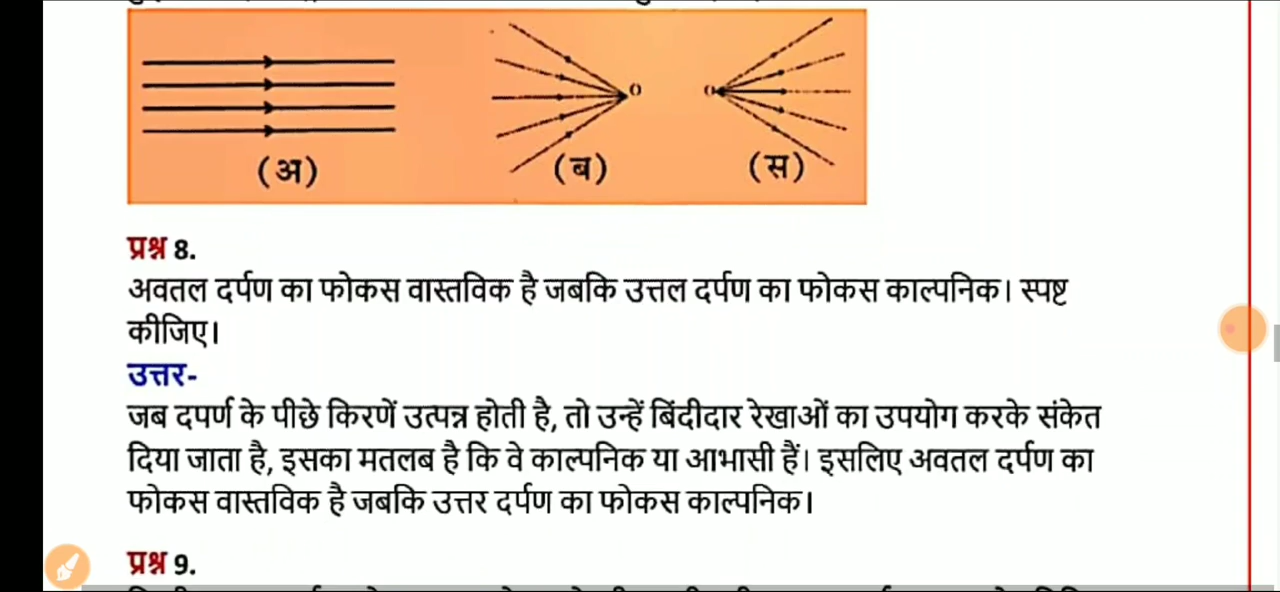 O
O
(अ)
(ब)
(स)
प्रश्न 8.
अवतल दर्पण का फोकस वास्तविक है जबकि उत्तल दर्पण का फोकस काल्पनिक। स्पष्ट
कीजिए।
उत्तर-
जब दपर्ण के पीछे किरणें उत्पन्न होती है, तो उन्हें बिंदीदार रेखाओं का उपयोग करके संकेत
दिया जाता है, इसका मतलब है कि वे काल्पनिक या आभासी हैं। इसलिए अवतल दर्पण का
फोकस वास्तविक है जबकि उत्तर दर्पण का फोकस काल्पनिक।
प्रश्न 9.